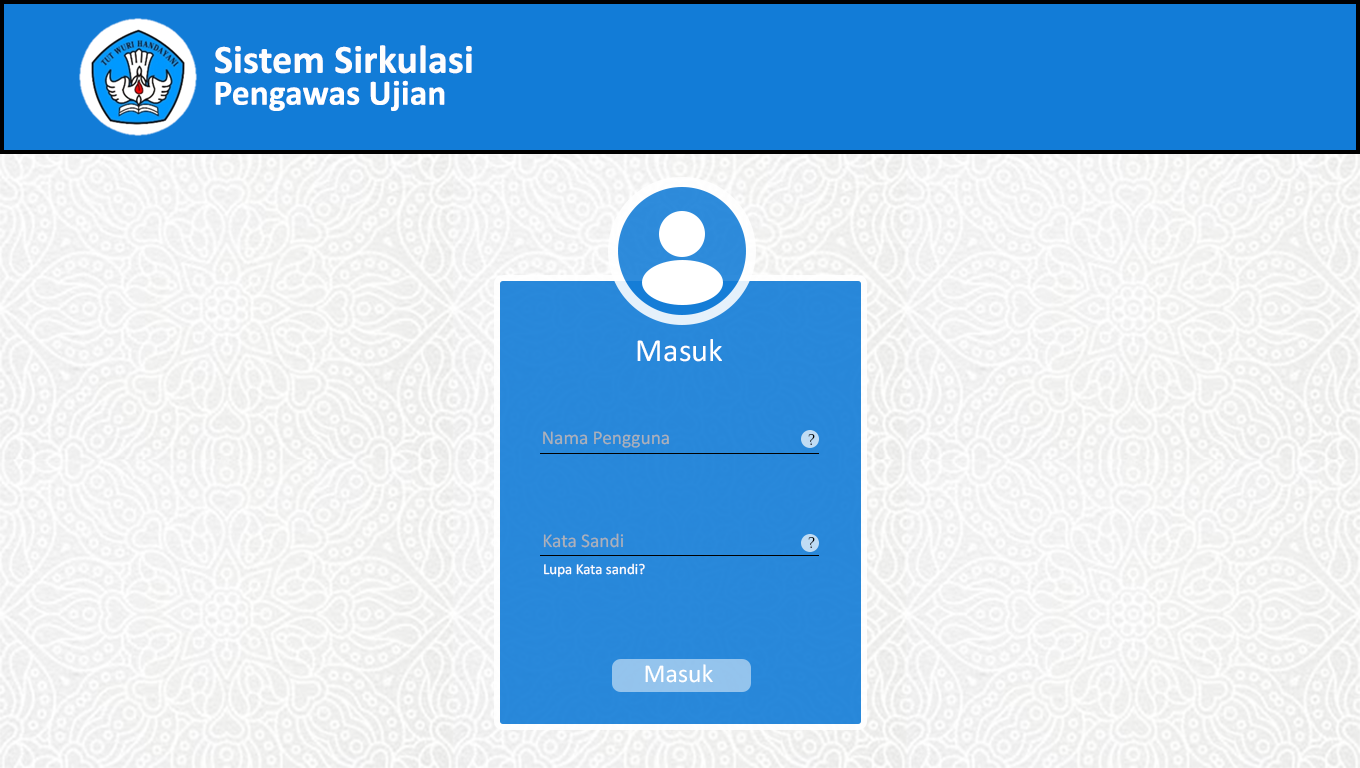 TUT WURI HANDAYANI
Sistem Sirkulasi
Pengawas Ujian
Masuk
Nama Pengguna ?
Kata Sandi ?
Lupa Kata sandi?
Masuk